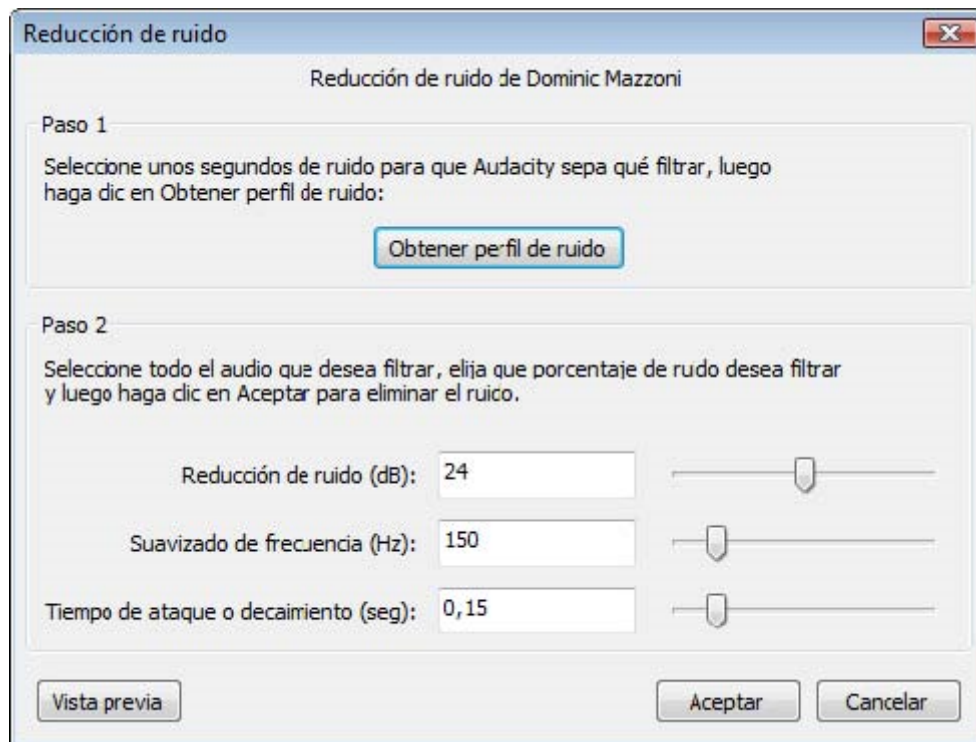 Reducción de ruido
Reducción de ruido de Dominic Mazzoni
Paso 1
Seleccione unos segundos de ruido para que Audacity sepa qué filtrar, luego
haga clic en Obtener perfil de ruido:
Obtener perfil de ruido
Paso 2
Seleccione todo el audio que desea filtrar, elija que porcentaje de ruido desea filtrar
y luego haga clic en Aceptar para eliminar el ruido.
Reducción de ruido (dB): 24
Suavizado de frecuencia (Hz): 150
Tiempo de ataque o decaimiento (seg): 0,15
Vista previa Aceptar Cancelar